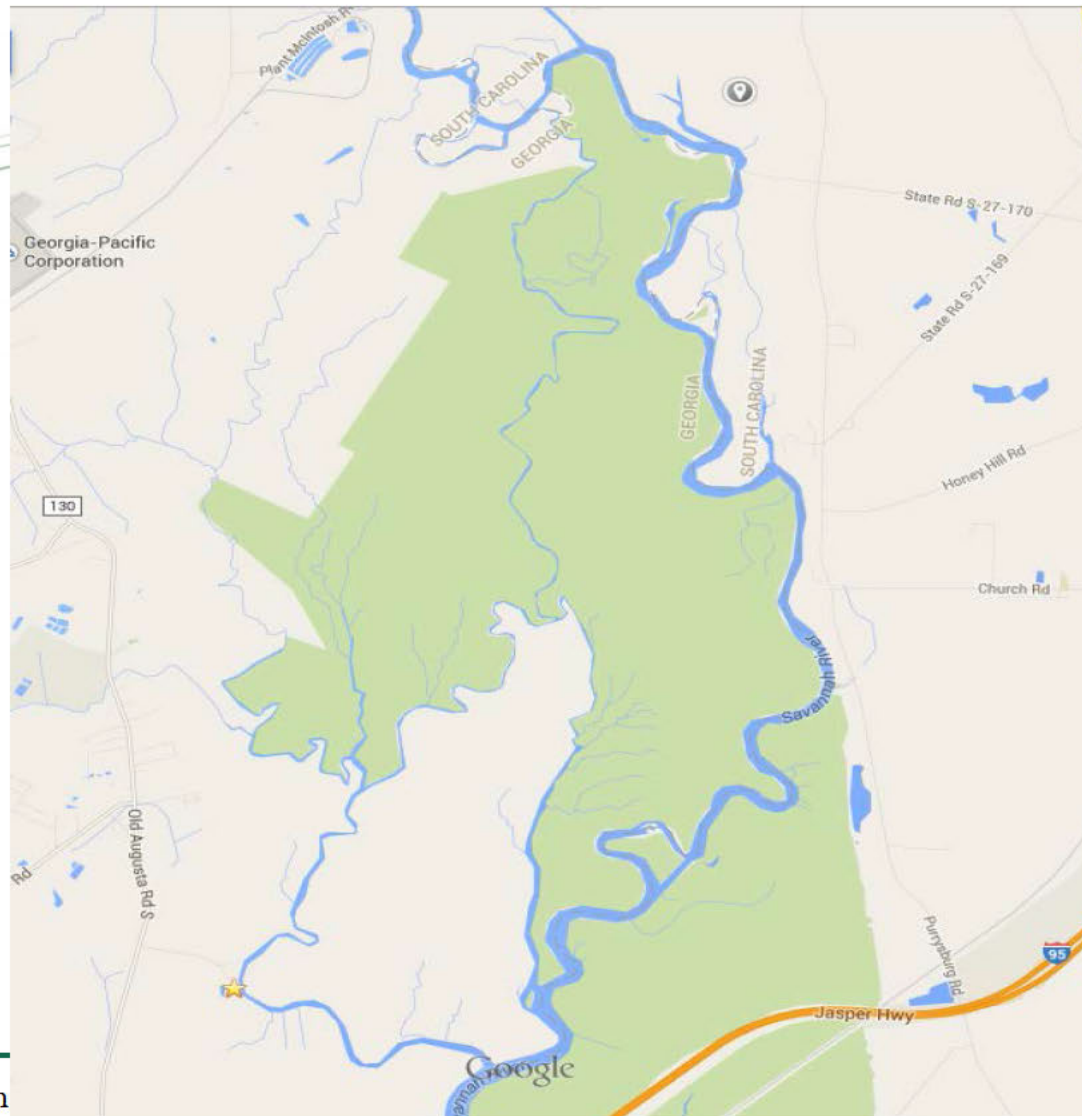 Plant McIntosh R
SOUTH CAROLINA
GEORGIA
State Rd S-27-170
Georgia-Pacific
Corporation
State Rd S-27-169
GEORGIA
SOUTH CAROLINA
Honey Hill Rd
130
Church Rd
Savannah River
Old Augusta Rd S
Rd
Purrysburg Rd
95
Jasper Hwy
Google
annah
n